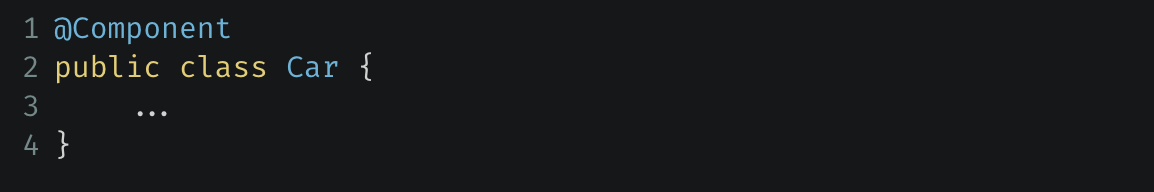 1 @Component
2 public class Car {
3     ...
4 }